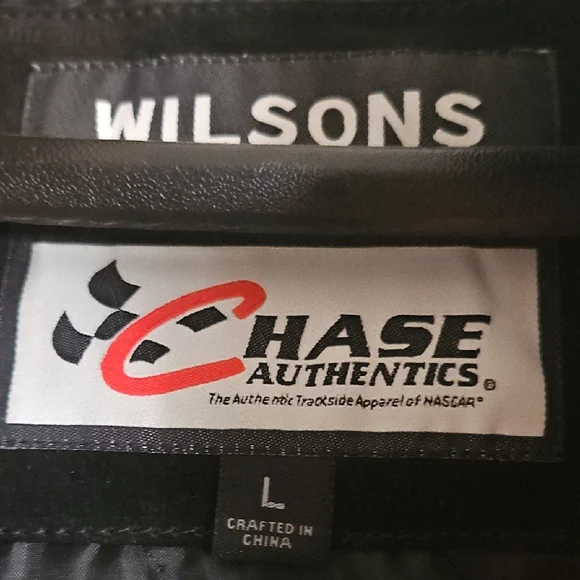 WILSONS
CHASE
AUTHENTICS®
The Authentic Trackside Apparel of NASCAR®
L
CRAFTED IN
CHINA